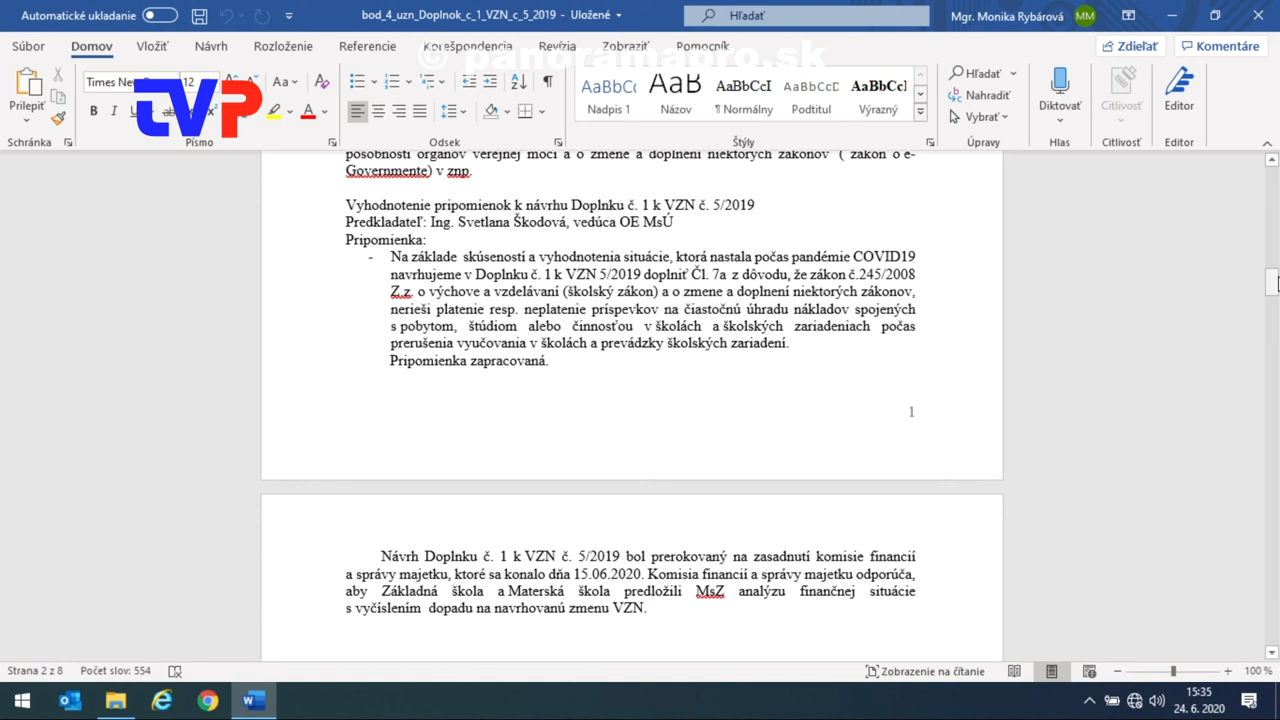 Automatické ukladanie
bod_4_uzn_Doplnok_c_1_VZN_c_5_2019 - Uložené
Hľadať
Mgr. Monika Rybárová
MM
Súbor Domov Vložiť Návrh Rozloženie Referencie Korešpondencia Revízia Zobraziť Pomocník
Zdieľať Komentáre
© panoramapro.sk
Prilepiť
Schránka
12
Aa
tVP
Písmo
Odsek
AaBbCc AaBb AaBbCcI AaBbCcD AaBbCcI
Nadpis 1 Názov ¶ Normálny Podtitul Výrazný
Štýly
Hľadať
Nahradiť
Vybrať
Úpravy
Diktovať
Hlas
Citlivosť
Citlivosť
Editor
Editor
pôsobnosti orgánov verejnej moci a o zmene a doplnení niektorých zákonov ( zákon o e-
Governmente) v znp.
Vyhodnotenie pripomienok k návrhu Doplnku č. 1 k VZN č. 5/2019
Predkladateľ: Ing. Svetlana Škodová, vedúca OE MsÚ
Pripomienka:
- Na základe skúseností a vyhodnotenia situácie, ktorá nastala počas pandémie COVID19
navrhujeme v Doplnku č. 1 k VZN 5/2019 doplniť Čl. 7a z dôvodu, že zákon č.245/2008
Z.z. o výchove a vzdelávaní (školský zákon) a o zmene a doplnení niektorých zákonov,
nerieši platenie resp. neplatenie príspevkov na čiastočnú úhradu nákladov spojených
s pobytom, štúdiom alebo činnosťou v školách a školských zariadeniach počas
prerušenia vyučovania v školách a prevádzky školských zariadení.
Pripomienka zapracovaná.
1
Návrh Doplnku č. 1 k VZN č. 5/2019 bol prerokovaný na zasadnutí komisie financií
a správy majetku, ktoré sa konalo dňa 15.06.2020. Komisia financií a správy majetku odporúča,
aby Základná škola a Materská škola predložili MsZ analýzu finančnej situácie
s vyčíslením dopadu na navrhovanú zmenu VZN.
Strana 2 z 8 Počet slov: 554
Zobrazenie na čítanie
100 %
15:35
24. 6. 2020